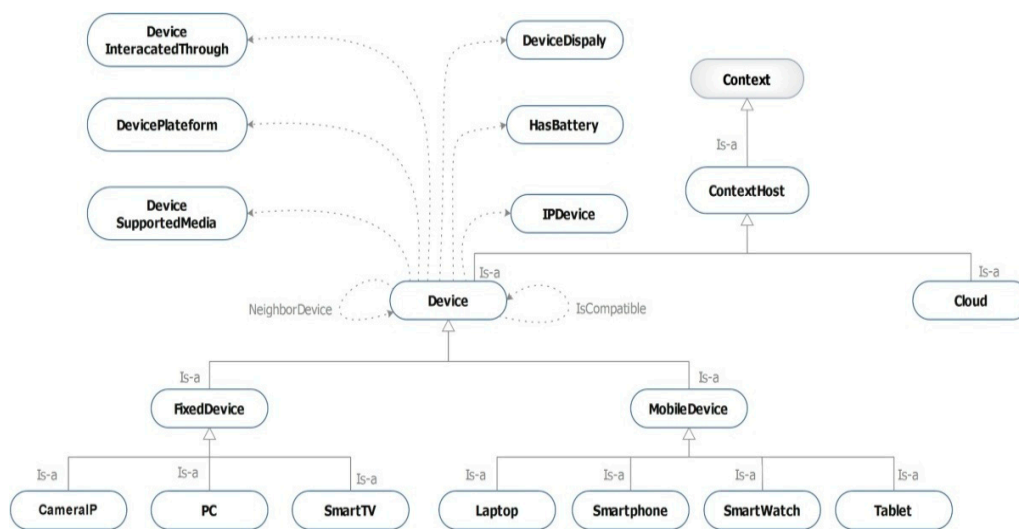 Device
InteracatedThrough
DeviceDispaly
Context
DevicePlateform
HasBattery
Is-a
ContextHost
Device
SupportedMedia
IPDevice
Is-a
Is-a
Device
Cloud
NeighborDevice
IsCompatible
Is-a
Is-a
FixedDevice
MobileDevice
Is-a
Is-a
Is-a
Is-a
Is-a
Is-a
Is-a
CameraIP
PC
SmartTV
Laptop
Smartphone
SmartWatch
Tablet